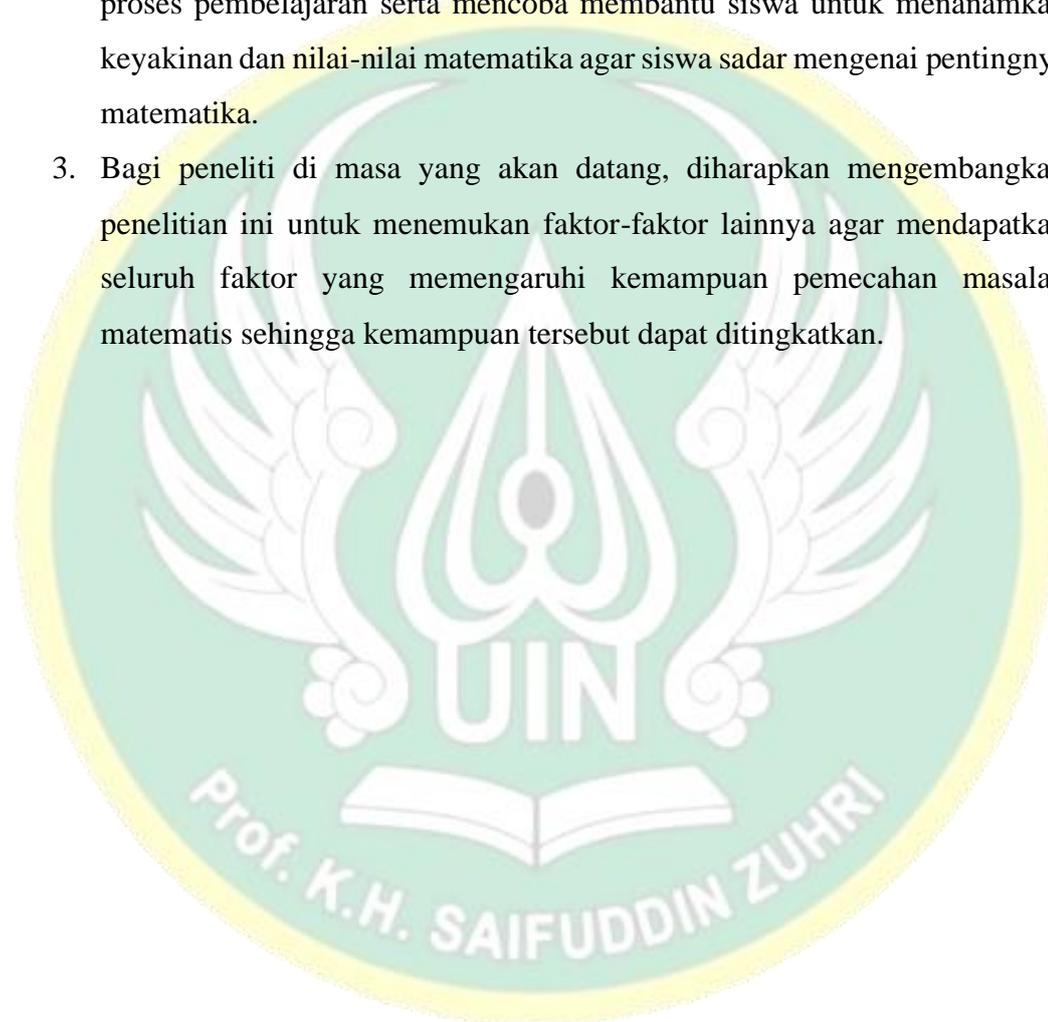 proses pembelajaran serta mencoba membantu siswa untuk menanamka
keyakinan dan nilai-nilai matematika agar siswa sadar mengenai pentingny
matematika.
3. Bagi peneliti di masa yang akan datang, diharapkan mengembangka
penelitian ini untuk menemukan faktor-faktor lainnya agar mendapatka
seluruh faktor yang memengaruhi kemampuan pemecahan masala
matematis sehingga kemampuan tersebut dapat ditingkatkan.
UIN
Prof. K.H. SAIFUDDIN ZUHRI